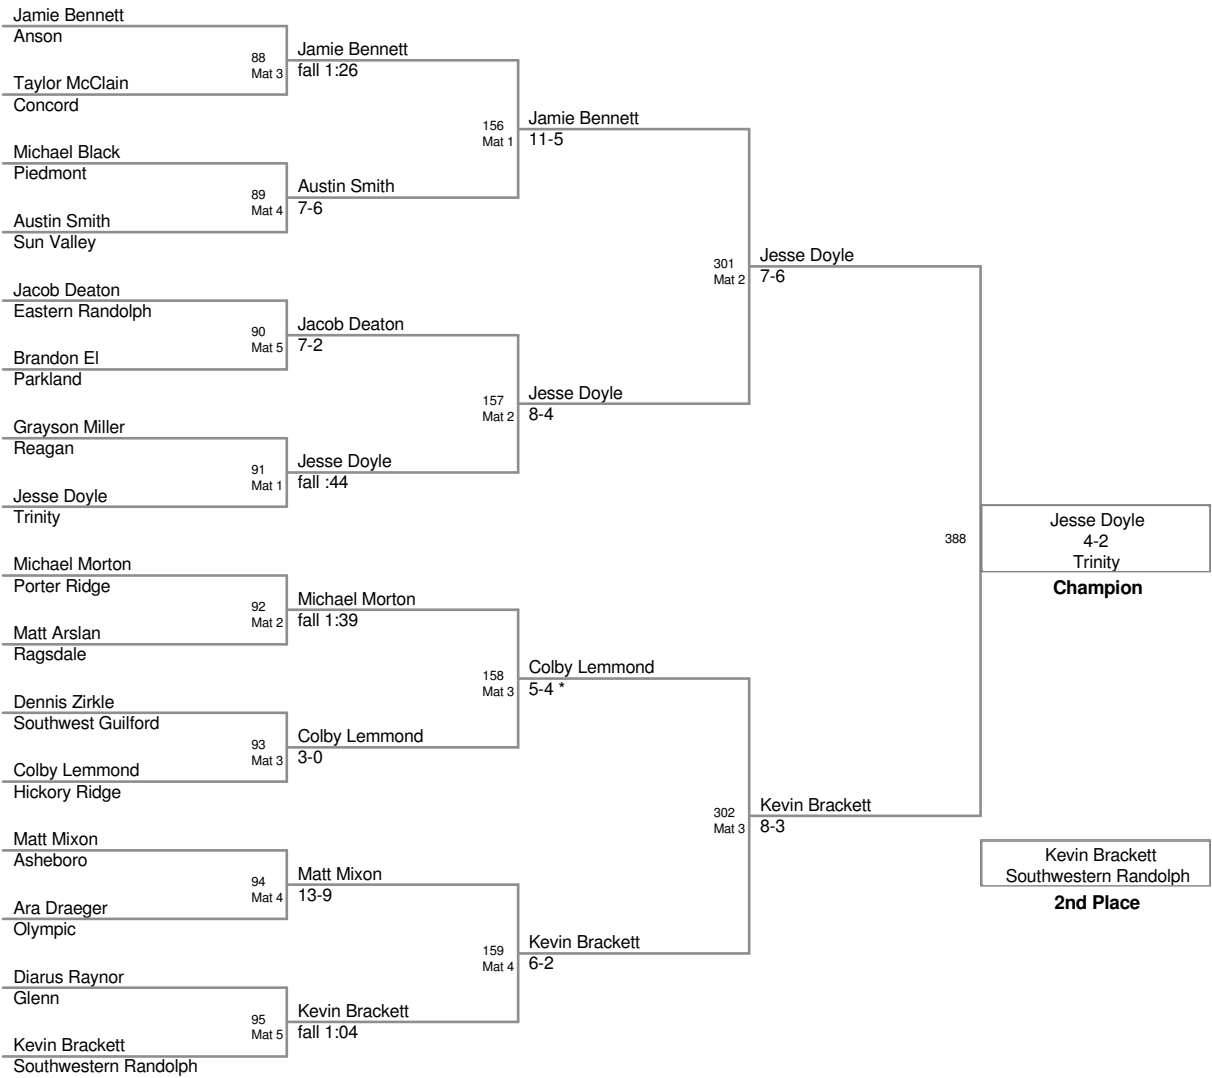 Jamie Bennett
Anson
88
Mat 3
Taylor McClain
Concord
Michael Black
Piedmont
89
Mat 4
Austin Smith
Sun Valley
Jacob Deaton
Eastern Randolph
90
Mat 5
Brandon El
Parkland
Grayson Miller
Reagan
91
Mat 1
Jesse Doyle
Trinity
Michael Morton
Porter Ridge
92
Mat 2
Matt Arslan
Ragsdale
Dennis Zirkle
Southwest Guilford
93
Mat 3
Colby Lemmond
Hickory Ridge
Matt Mixon
Asheboro
94
Mat 4
Ara Draeger
Olympic
Diarus Raynor
Glenn
95
Mat 5
Kevin Brackett
Southwestern Randolph
Jamie Bennett
fall 1:26
156
Mat 1
Austin Smith
7-6
Jacob Deaton
7-2
157
Mat 2
Jesse Doyle
fall :44
Michael Morton
fall 1:39
158
Mat 3
Colby Lemmond
3-0
Matt Mixon
13-9
159
Mat 4
Kevin Brackett
fall 1:04
Jamie Bennett
11-5
301
Mat 2
Jesse Doyle
8-4
Colby Lemmond
5-4 *
302
Mat 3
Kevin Brackett
6-2
Jesse Doyle
7-6
388
Kevin Brackett
8-3
Jesse Doyle
4-2
Trinity
Champion
Kevin Brackett
Southwestern Randolph
2nd Place